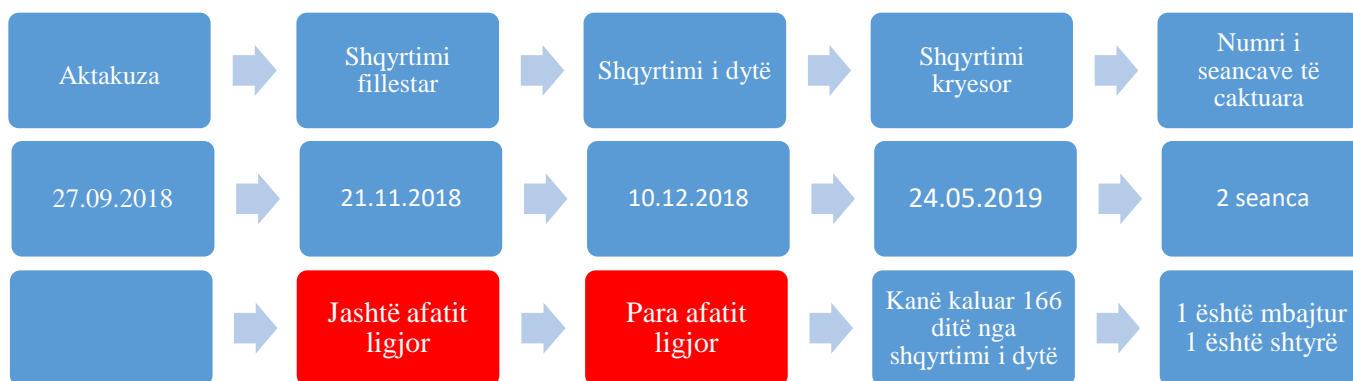 Aktakuza
Shqyrtimi
fillestar
Shqyrtimi i dytë
Shqyrtimi
kryesor
Numri i
seancave të
caktuara
27.09.2018
21.11.2018
10.12.2018
24.05.2019
2 seanca
Jashtë afatit
ligjor
Para afatit
ligjor
Kanë kaluar 166
ditë nga
shqyrtimi i dytë
1 është mbajtur
1 është shtyrë